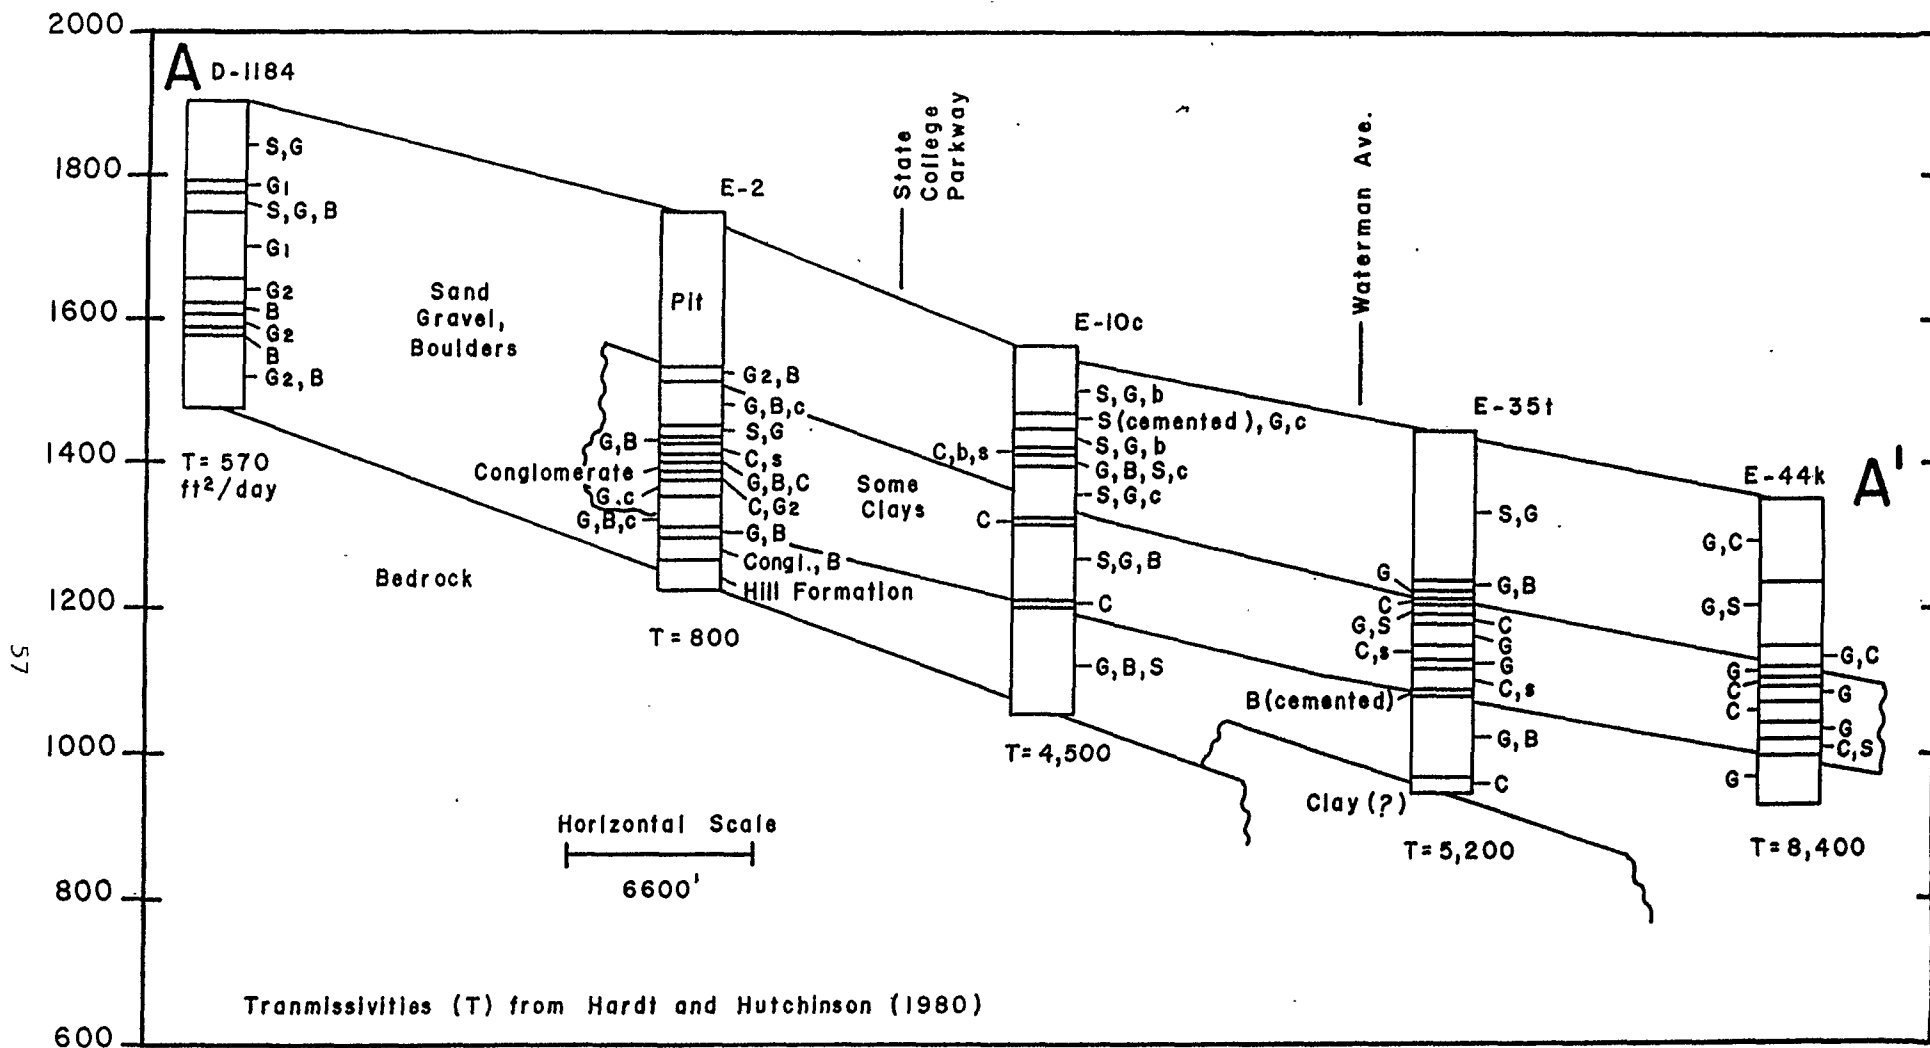 2000
1800
1600
1400
1200
1000
800
600
57
A
D-1184
S,G
G1
S,G,B
G1
G2
B
G2
B
G2,B
T=570
ft2/day
Sand
Gravel,
Boulders
Bedrock
E-2
Pit
G2,B
G,B,c
S,G
G,B
C,s
Conglomerate
G,B,C
G,c
C,G2
G,B,c
G,B
Congl., B
Hill Formation
T=800
State
College
Parkway
Some
Clays
E-10c
S,G,b
S(cemented),G,c
S,G,b
C,b,s
G,B,S,c
S,G,c
C
S,G,B
C
G,B,S
T=4,500
Waterman Ave.
E-35t
S,G
G
G,B
C
G,S
C
G
C,s
G
C,s
B(cemented)
G,B
C
Clay(?)
T=5,200
E-44k
A'
G,C
G,S
G,C
G
C
G
C
G
C,S
G
T=8,400
Horizontal Scale
6600'
Tranmissivities (T) from Hardt and Hutchinson (1980)